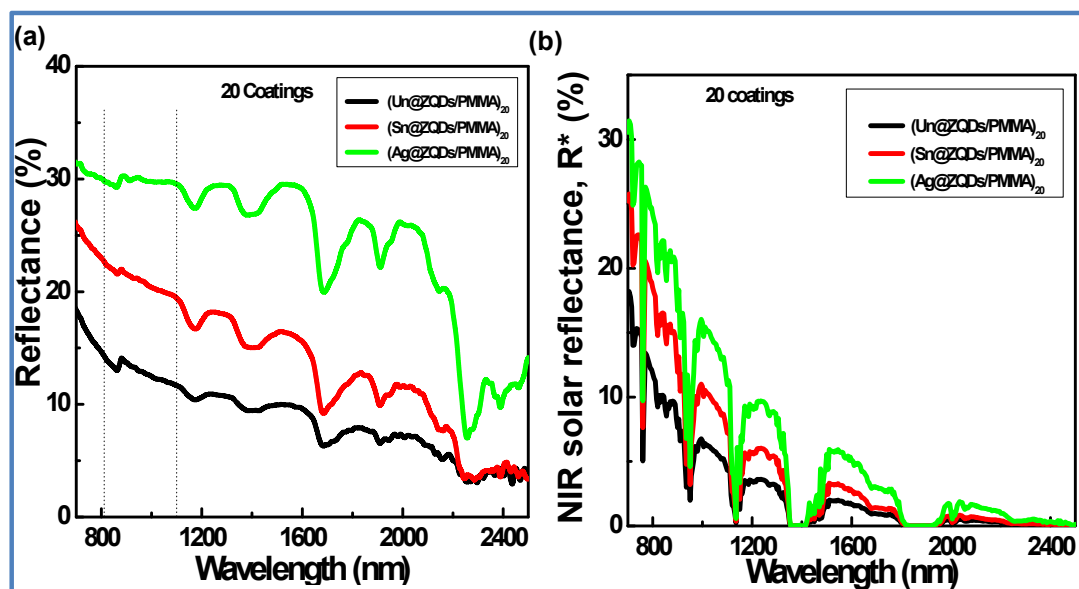 (a)
20 Coatings
(Un@ZQDs/PMMA)20
(Sn@ZQDs/PMMA)20
(Ag@ZQDs/PMMA)20
Reflectance (%)
40
30
20
10
0
800 1200 1600 2000 2400
Wavelength (nm)
(b)
20 coatings
(Un@ZQDs/PMMA)20
(Sn@ZQDs/PMMA)20
(Ag@ZQDs/PMMA)20
NIR solar reflectance, R* (%)
30
20
10
0
800 1200 1600 2000 2400
Wavelength (nm)